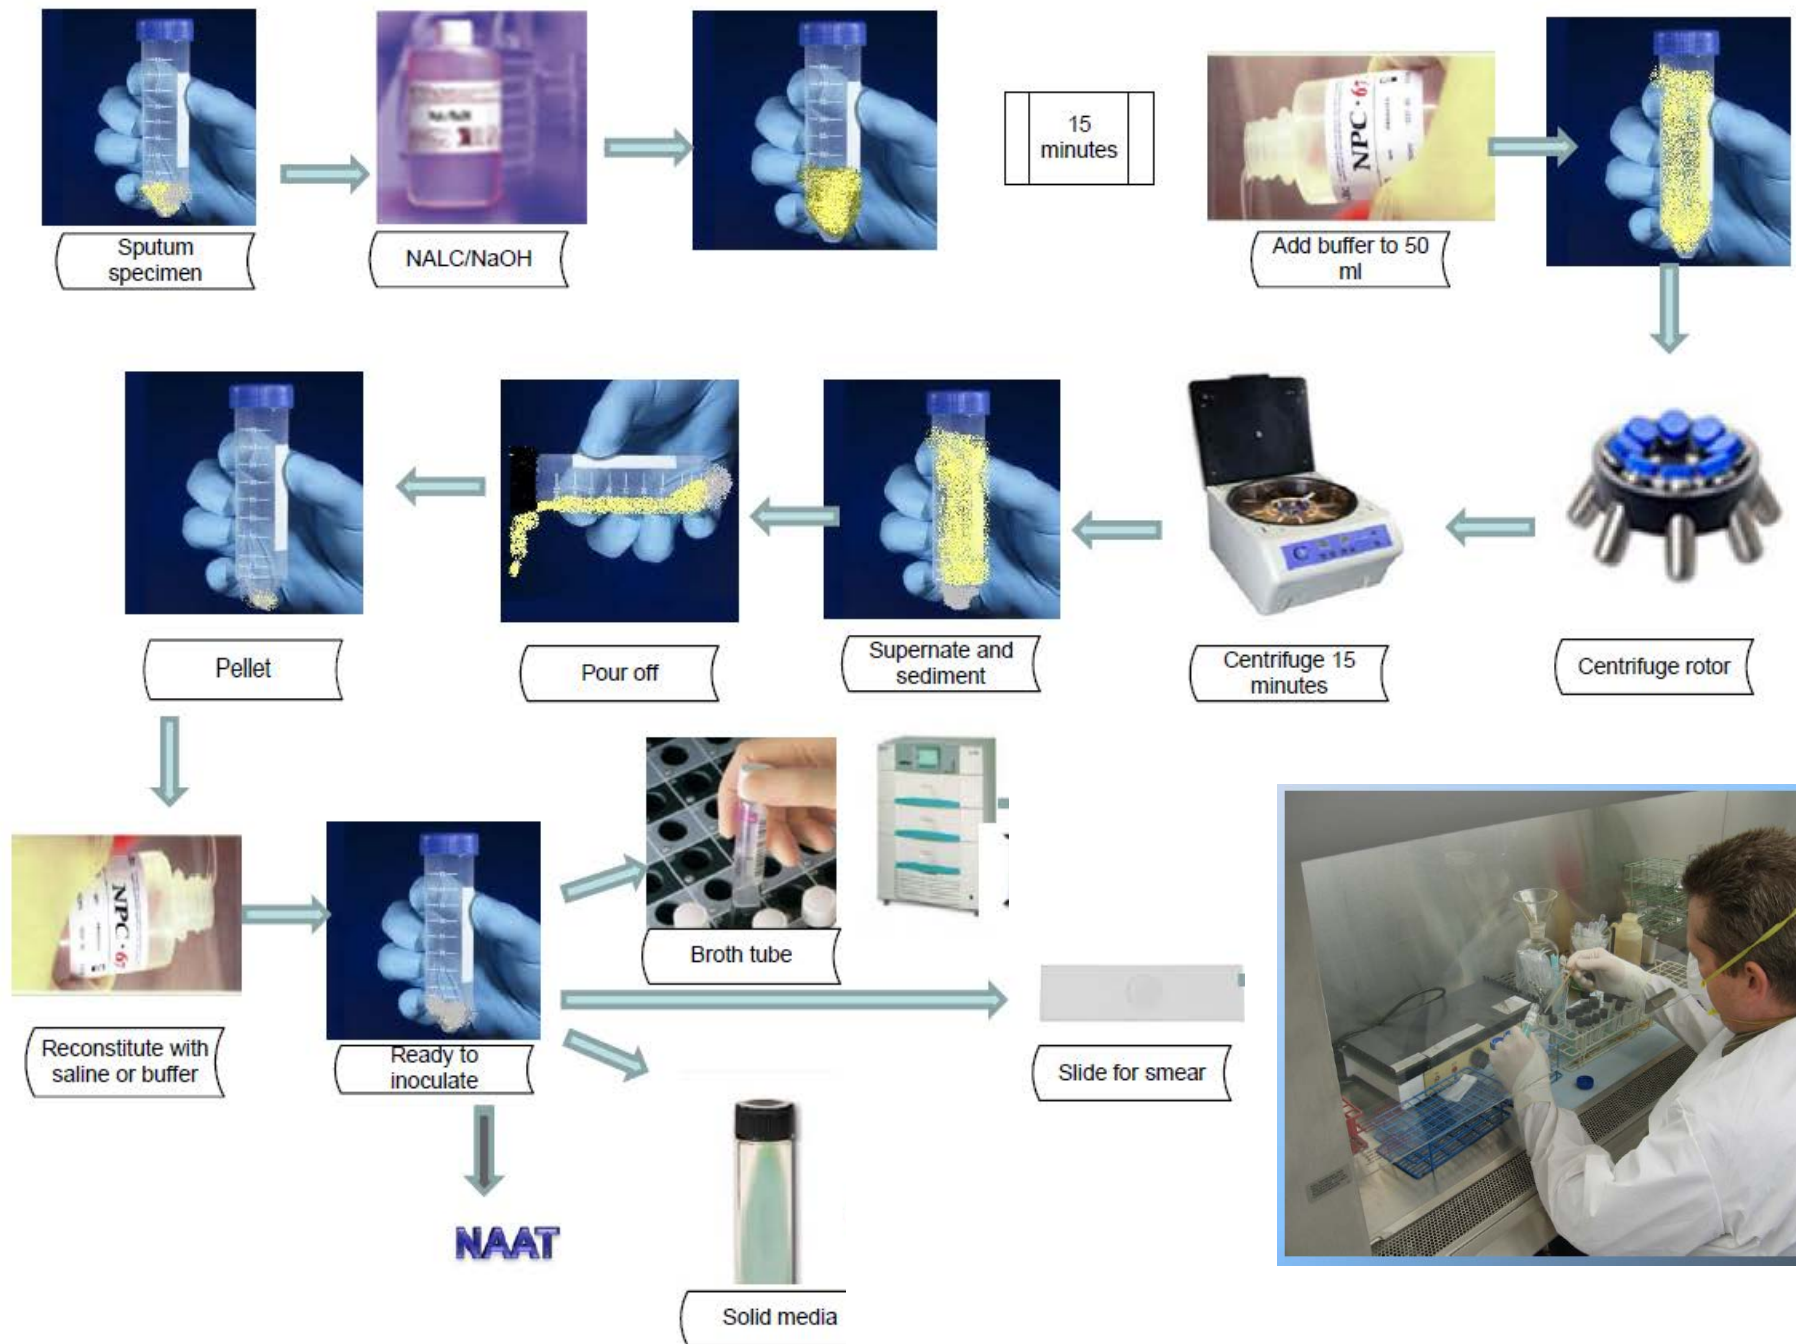 Sputum
specimen
NALC/NaOH
15
minutes
NPC·67
Add buffer to 50
ml
Pellet
Pour off
Supernate and
sediment
Centrifuge 15
minutes
Centrifuge rotor
NPC·67
Reconstitute with
saline or buffer
Ready to
inoculate
Broth tube
Slide for smear
NAAT
Solid media